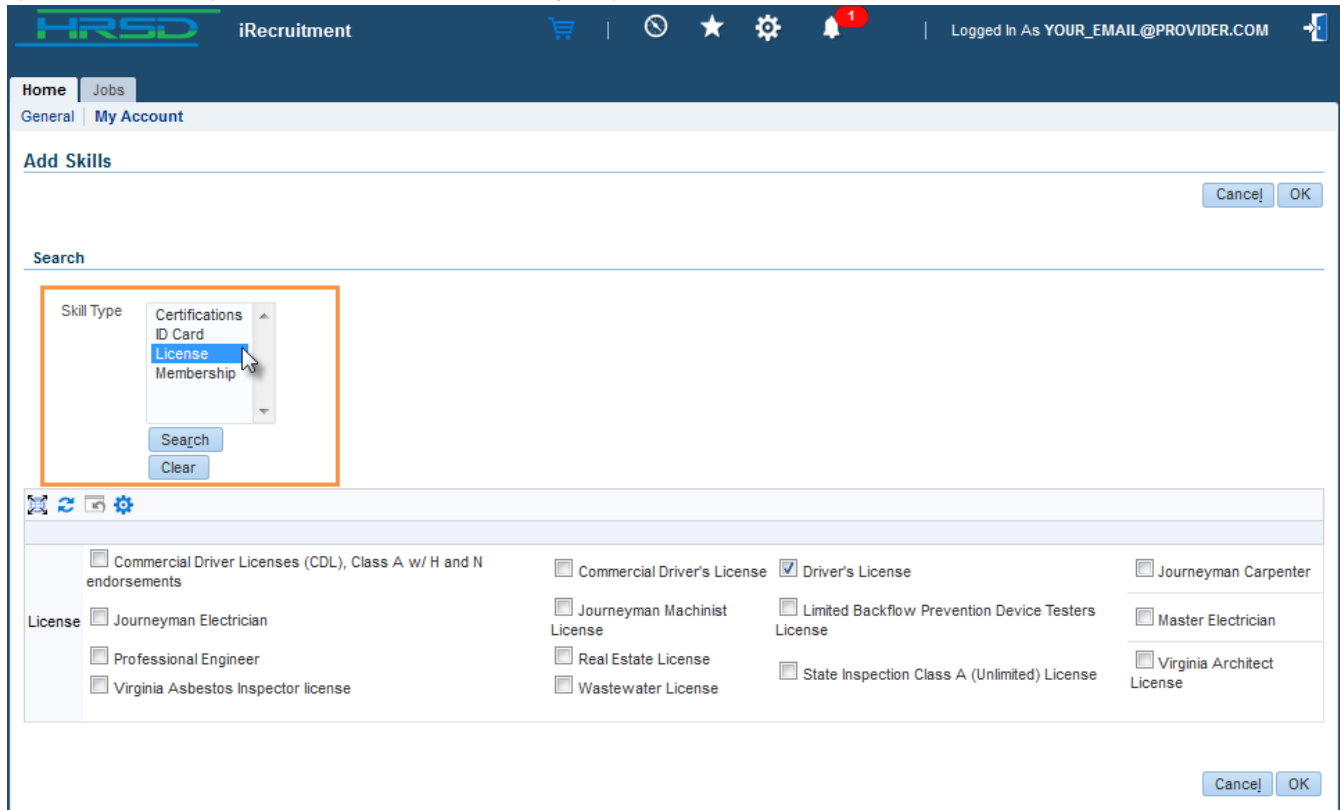 HRSD iRecruitment 1 | Logged In As YOUR_EMAIL@PROVIDER.COM
Home Jobs
General | My Account
Add Skills
Cancel OK
Search
Skill Type
Certifications
ID Card
License
Membership
Search
Clear
License
Commercial Driver Licenses (CDL), Class A w/ H and N
endorsements
Commercial Driver's License
Driver's License
Journeyman Carpenter
Journeyman Electrician
Journeyman Machinist
License
Limited Backflow Prevention Device Testers
License
Master Electrician
Professional Engineer
Real Estate License
State Inspection Class A (Unlimited) License
Virginia Architect
License
Virginia Asbestos Inspector license
Wastewater License
Cancel OK